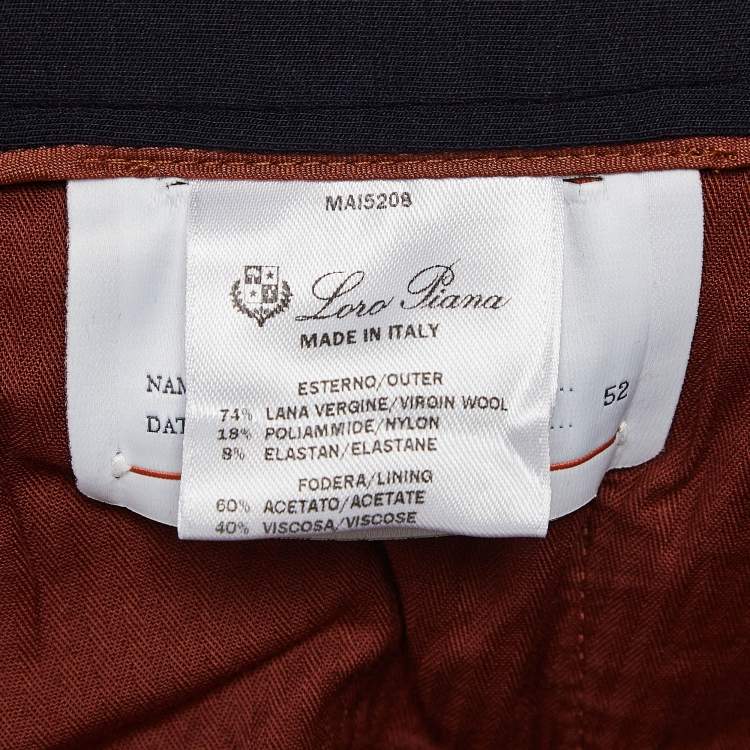 MAI5208
Loro Piana
MADE IN ITALY
ESTERNO/OUTER
74% LANA VERGINE/VIRGIN WOOL
18% POLIAMMIDE/NYLON
8% ELASTAN/ELASTANE
FODERA/LINING
60% ACETATO/ACETATE
40% VISCOSA/VISCOSE
NAM
... 52
DAT
...